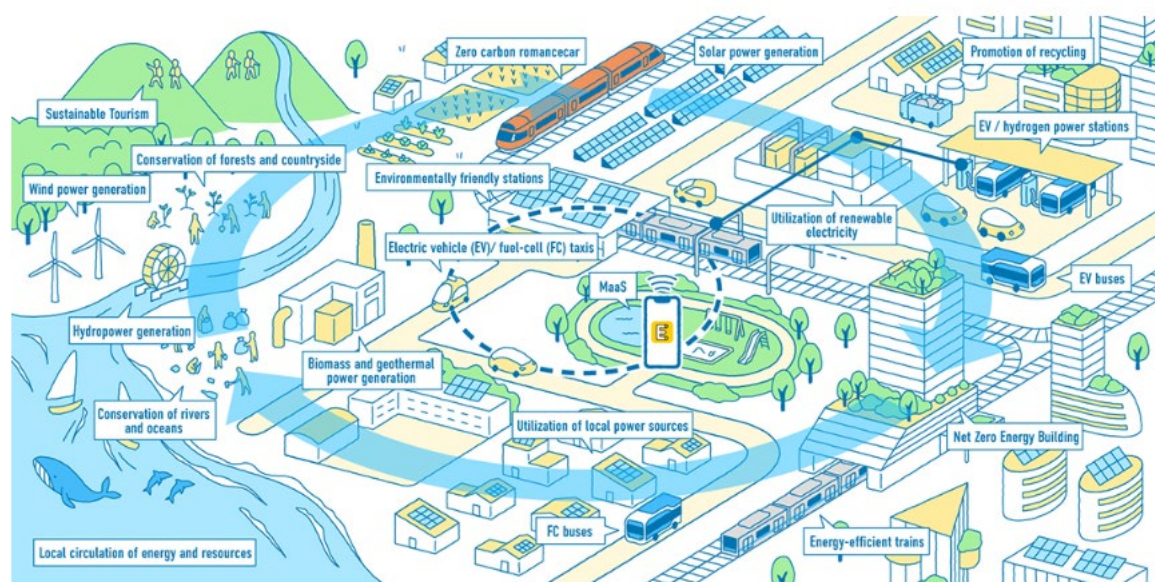 Zero carbon romancecar
Solar power generation
Promotion of recycling
Sustainable Tourism
EV / hydrogen power stations
Conservation of forests and countryside
Wind power generation
Environmentally friendly stations
Utilization of renewable
electricity
Electric vehicle (EV)/ fuel-cell (FC) taxis
EV buses
MaaS
E
Hydropower generation
Biomass and geothermal
power generation
Conservation of rivers
and oceans
Utilization of local power sources
Net Zero Energy Building
FC buses
Energy-efficient trains
Local circulation of energy and resources